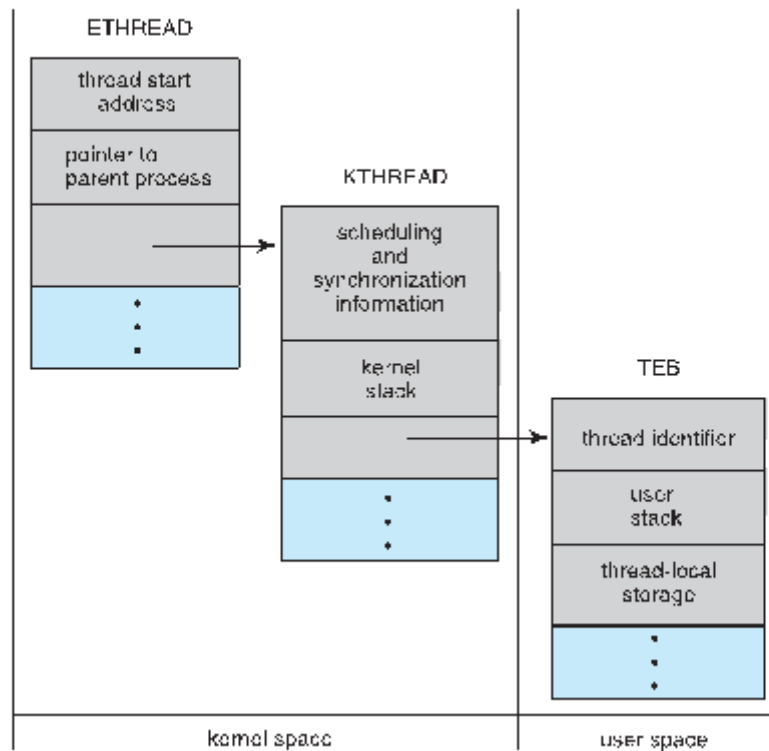 ETHREAD
thread start
address
pointer to
parent process
KTHREAD
scheduling
and
synchronization
information
kernel
stack
TEB
thread identifier
user
stack
thread-local
storage
kernel space
user space